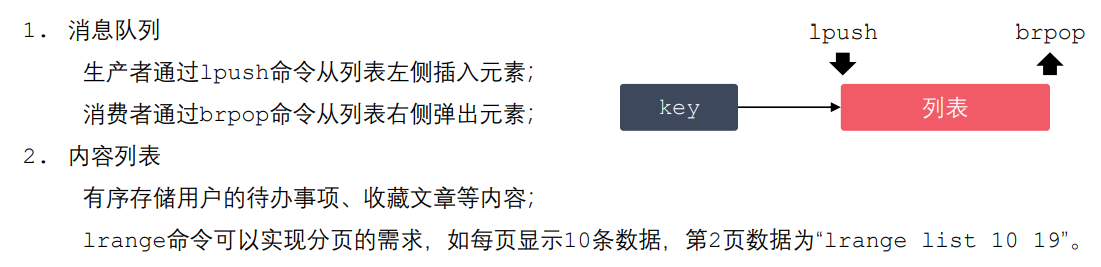 1. 消息队列
生产者通过lpush命令从列表左侧插入元素;
消费者通过brpop命令从列表右侧弹出元素;
2. 内容列表
有序存储用户的待办事项、收藏文章等内容;
lrange命令可以实现分页的需求，如每页显示10条数据，第2页数据为“lrange list 10 19”。
lpush
brpop
key
列表